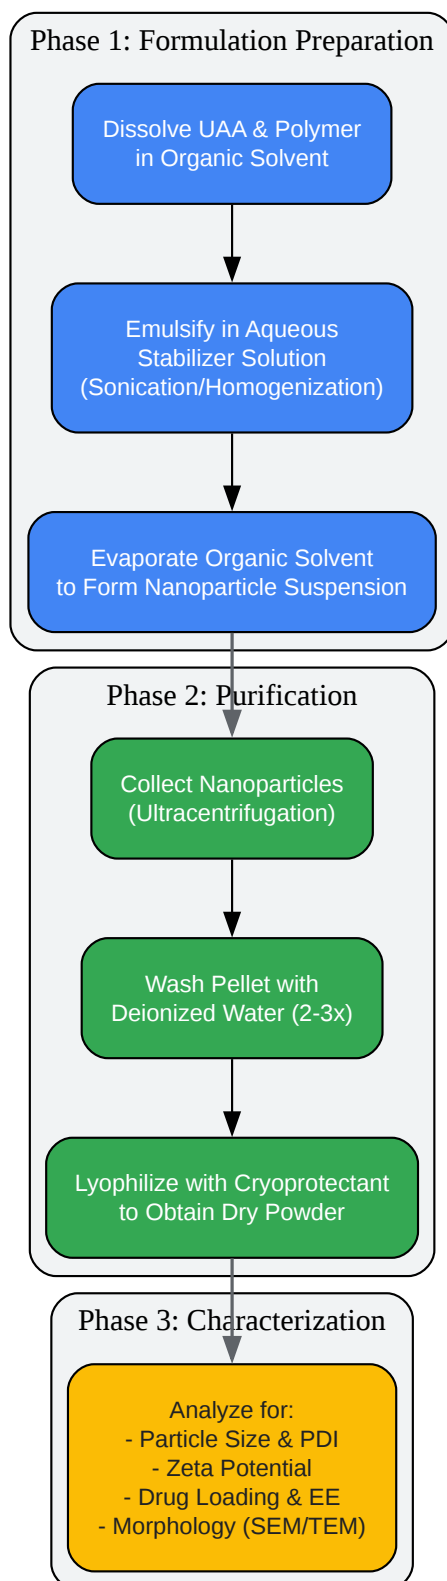 Phase 1: Formulation Preparation
Dissolve UAA & Polymer
in Organic Solvent
Emulsify in Aqueous
Stabilizer Solution
(Sonication/Homogenization)
Evaporate Organic Solvent
to Form Nanoparticle Suspension
Phase 2: Purification
Collect Nanoparticles
(Ultracentrifugation)
Wash Pellet with
Deionized Water (2-3x)
Lyophilize with Cryoprotectant
to Obtain Dry Powder
Phase 3: Characterization
Analyze for:
- Particle Size & PDI
- Zeta Potential
- Drug Loading & EE
- Morphology (SEM/TEM)